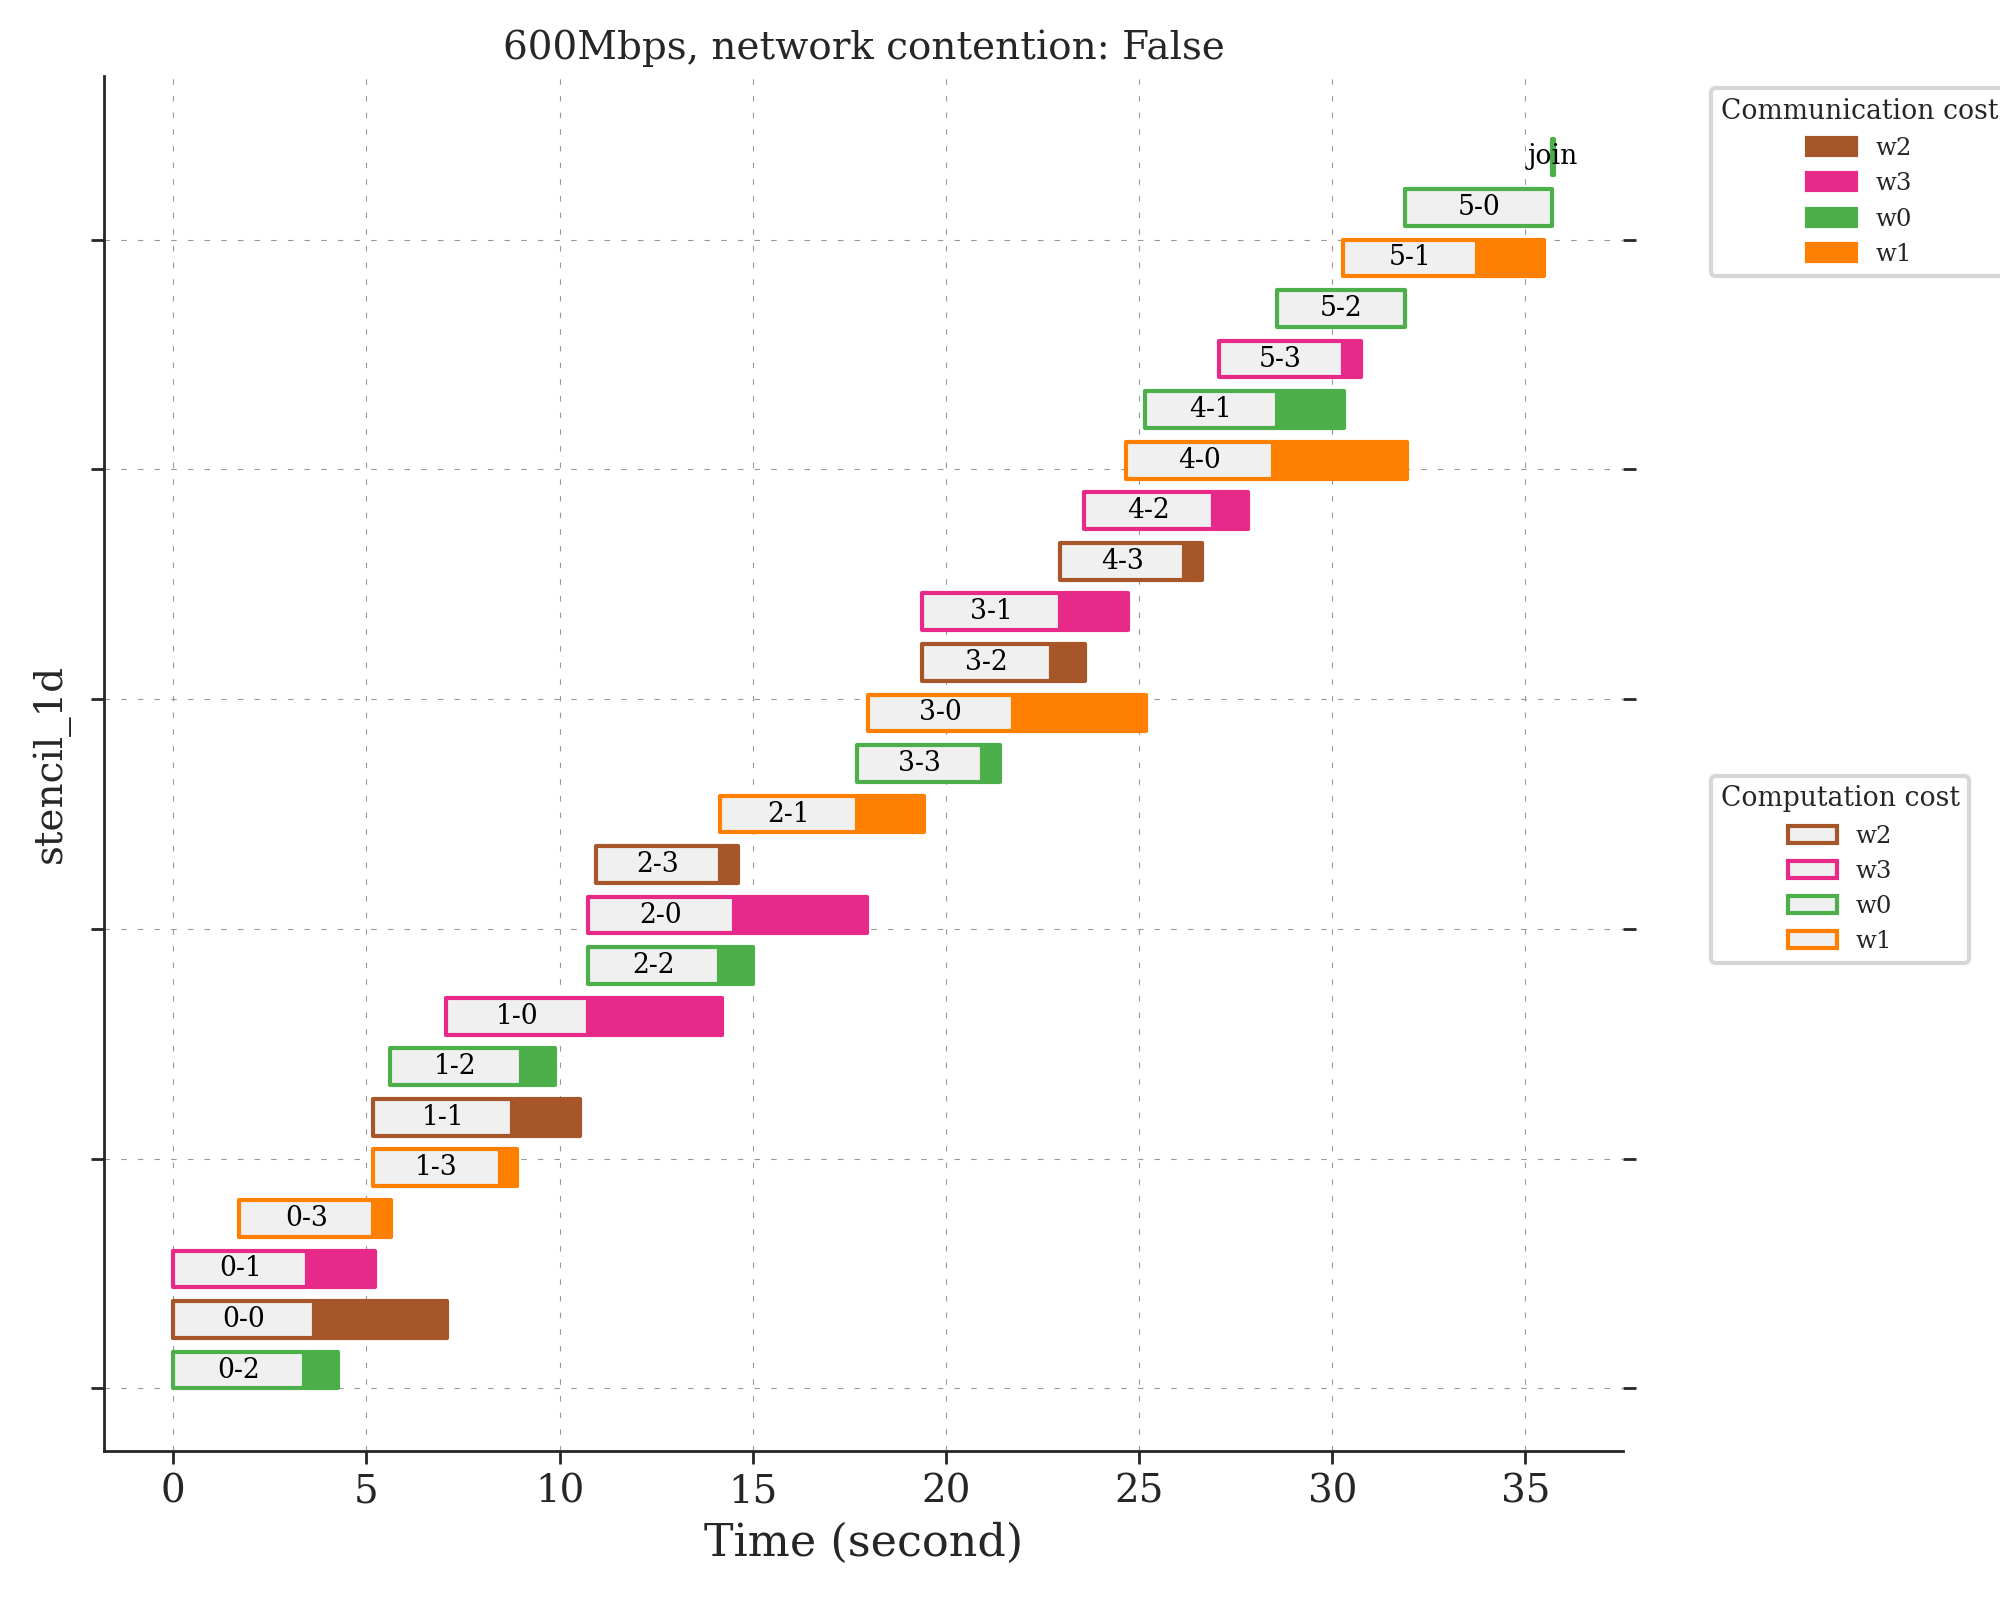 600Mbps, network contention: False
Communication cost
w2
w3
w0
w1
join
5-0
5-1
5-2
5-3
4-1
4-0
4-2
4-3
3-1
3-2
3-0
3-3
2-1
2-3
2-0
2-2
1-0
1-2
1-1
1-3
0-3
0-1
0-0
0-2
stencil_1d
Computation cost
w2
w3
w0
w1
0 5 10 15 20 25 30 35
Time (second)